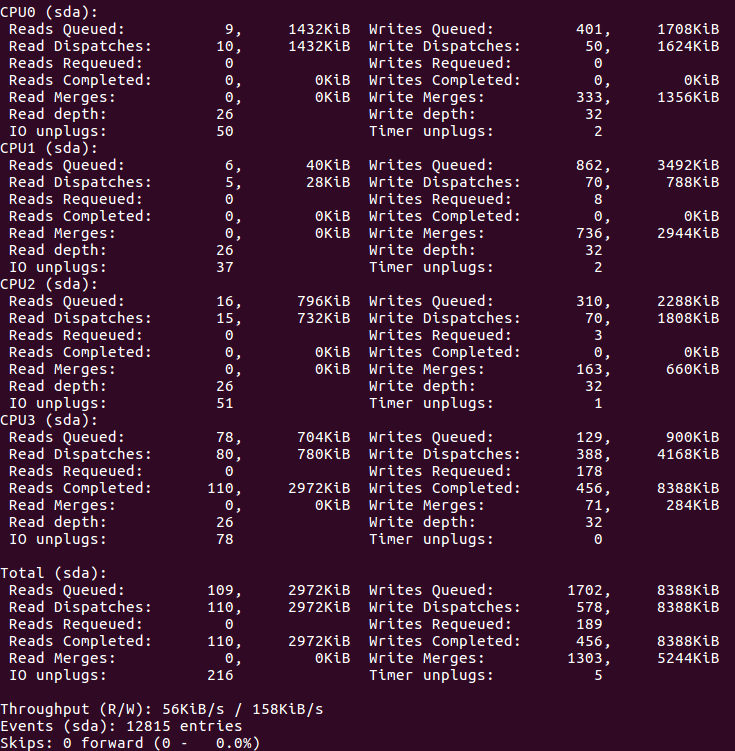 CPU0 (sda):
 Reads Queued:           9,     1432KiB  Writes Queued:         401,     1708KiB
 Read Dispatches:       10,     1432KiB  Write Dispatches:       50,     1624KiB
 Reads Requeued:         0               Writes Requeued:         0
 Reads Completed:        0,        0KiB  Writes Completed:        0,        0KiB
 Read Merges:            0,        0KiB  Write Merges:          333,     1356KiB
 Read depth:            26               Write depth:            32
 IO unplugs:            50               Timer unplugs:           2
CPU1 (sda):
 Reads Queued:           6,       40KiB  Writes Queued:         862,     3492KiB
 Read Dispatches:        5,       28KiB  Write Dispatches:       70,      788KiB
 Reads Requeued:         0               Writes Requeued:         8
 Reads Completed:        0,        0KiB  Writes Completed:        0,        0KiB
 Read Merges:            0,        0KiB  Write Merges:          736,     2944KiB
 Read depth:            26               Write depth:            32
 IO unplugs:            37               Timer unplugs:           2
CPU2 (sda):
 Reads Queued:          16,      796KiB  Writes Queued:         310,     2288KiB
 Read Dispatches:       15,      732KiB  Write Dispatches:       70,     1808KiB
 Reads Requeued:         0               Writes Requeued:         3
 Reads Completed:        0,        0KiB  Writes Completed:        0,        0KiB
 Read Merges:            0,        0KiB  Write Merges:          163,      660KiB
 Read depth:            26               Write depth:            32
 IO unplugs:            51               Timer unplugs:           1
CPU3 (sda):
 Reads Queued:          78,      704KiB  Writes Queued:         129,      900KiB
 Read Dispatches:       80,      780KiB  Write Dispatches:      388,     4168KiB
 Reads Requeued:         0               Writes Requeued:       178
 Reads Completed:      110,     2972KiB  Writes Completed:      456,     8388KiB
 Read Merges:            0,        0KiB  Write Merges:           71,      284KiB
 Read depth:            26               Write depth:            32
 IO unplugs:            78               Timer unplugs:           0

Total (sda):
 Reads Queued:         109,     2972KiB  Writes Queued:        1702,     8388KiB
 Read Dispatches:      110,     2972KiB  Write Dispatches:      578,     8388KiB
 Reads Requeued:         0               Writes Requeued:       189
 Reads Completed:      110,     2972KiB  Writes Completed:      456,     8388KiB
 Read Merges:            0,        0KiB  Write Merges:         1303,     5244KiB
 IO unplugs:           216               Timer unplugs:           5

Throughput (R/W): 56KiB/s / 158KiB/s
Events (sda): 12815 entries
Skips: 0 forward (0 -   0.0%)